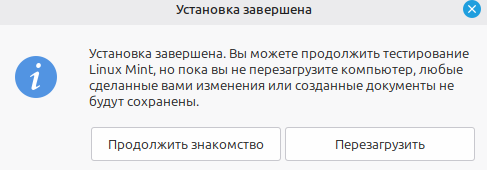 Установка завершена
Установка завершена. Вы можете продолжить тестирование
Linux Mint, но пока вы не перезагрузите компьютер, любые
сделанные вами изменения или созданные документы не
будут сохранены.
Продолжить знакомство
Перезагрузить